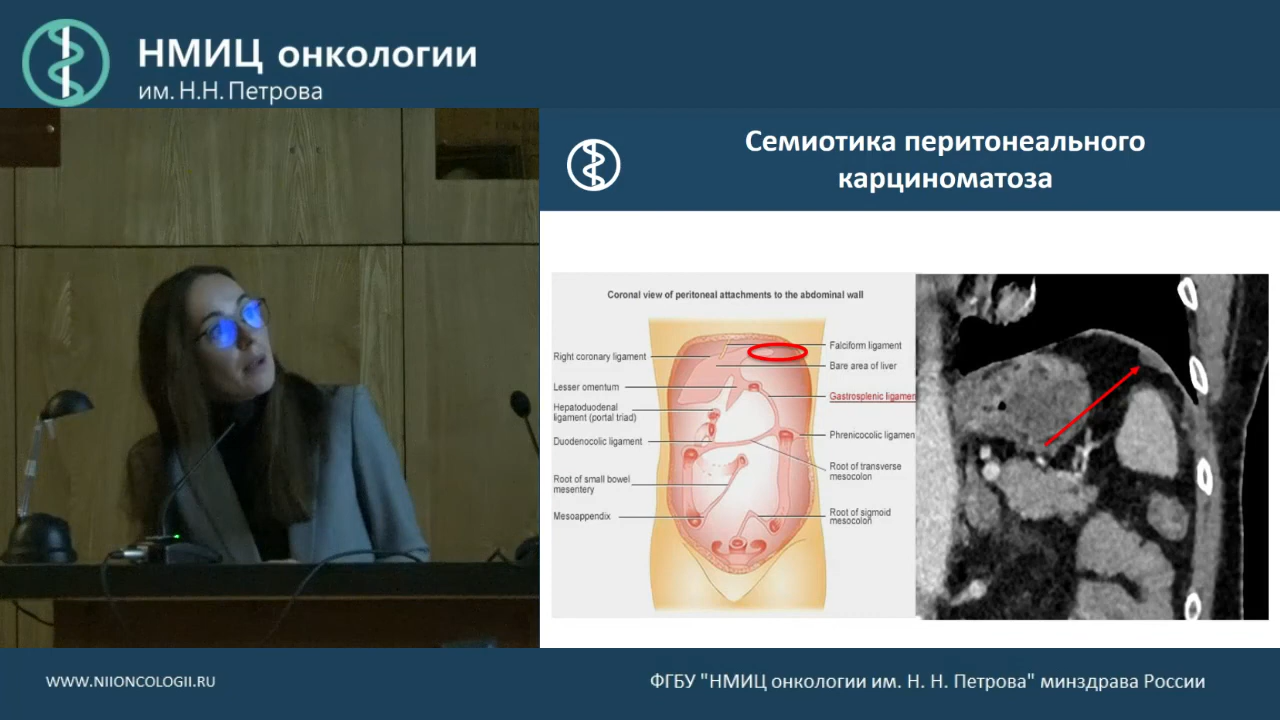 НМИЦ онкологии
им. Н.Н. Петрова
Семиотика перитонеального
карциноматоза
Coronal view of peritoneal attachments to the abdominal wall
Right coronary ligament
Lesser omentum
Hepatoduodenal
ligament (portal triad)
Duodenocolic ligament
Root of small bowel
mesentery
Mesoappendix
Falciform ligament
Bare area of liver
Gastrosplenic ligamen
Phrenicocolic ligamen
Root of transverse
mesocolon
Root of sigmoid
mesocolon
WWW.NIIONCOLOGII.RU
ФГБУ "НМИЦ онкологии им. Н. Н. Петрова" минздрава России